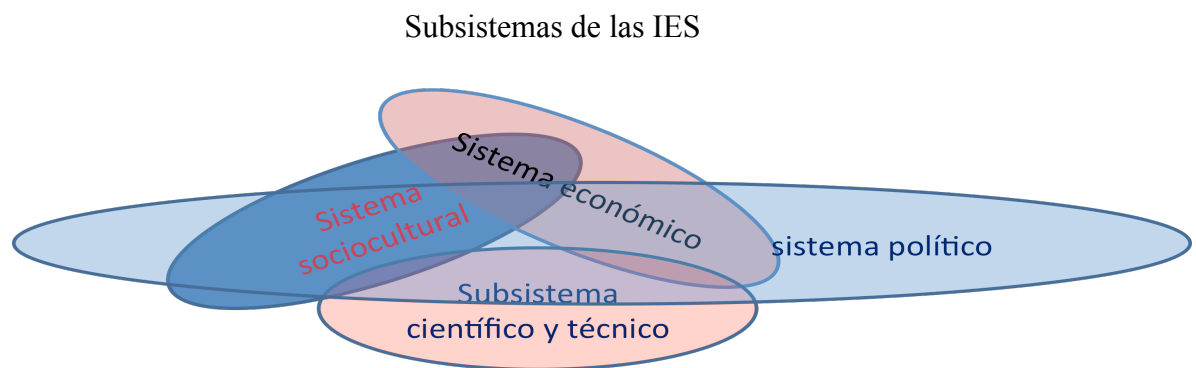 Subsistemas de las IES
Sistema económico
Sistema
sociocultural
sistema político
Subsistema
científico y técnico